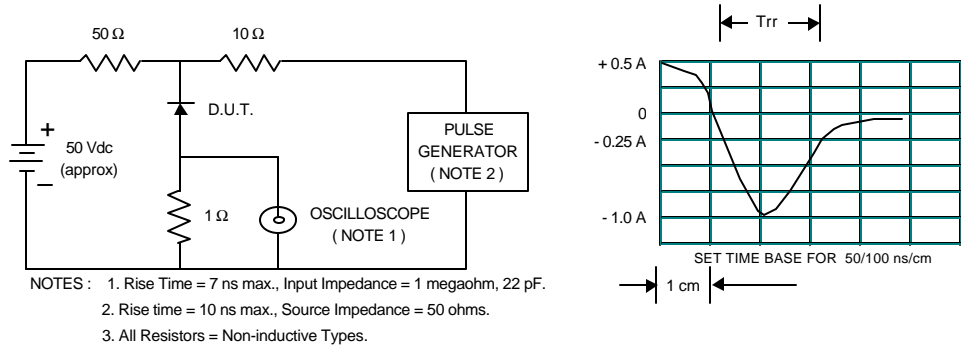 50 Ω
10 Ω
Trr
+ 0.5 A
D.U.T.
0
+
50 Vdc
(approx)
−
PULSE
GENERATOR
( NOTE 2 )
- 0.25 A
1 Ω
OSCILLOSCOPE
( NOTE 1 )
- 1.0 A
SET TIME BASE FOR 50/100 ns/cm
1 cm
NOTES : 1. Rise Time = 7 ns max., Input Impedance = 1 megaohm, 22 pF.
2. Rise time = 10 ns max., Source Impedance = 50 ohms.
3. All Resistors = Non-inductive Types.